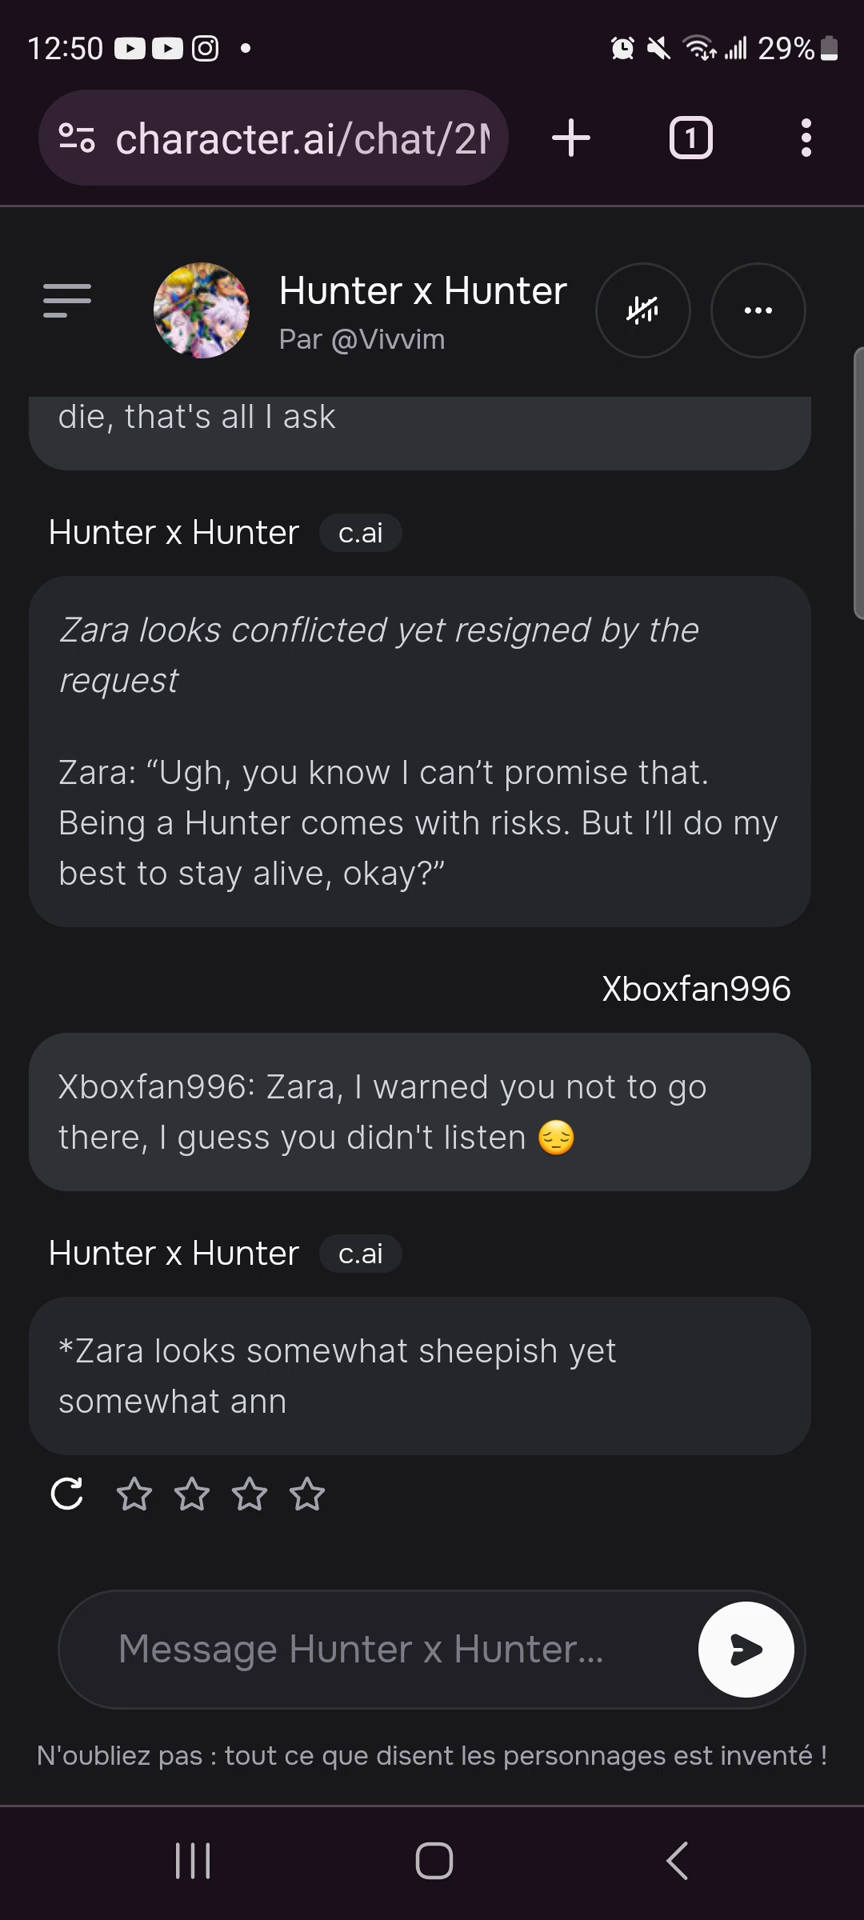 12:50
29%
character.ai/chat/2
1
Hunter x Hunter
Par @Vivvim
die, that's all I ask
Hunter x Hunter c.ai
Zara looks conflicted yet resigned by the
request
Zara: “Ugh, you know I can’t promise that.
Being a Hunter comes with risks. But I’ll do my
best to stay alive, okay?”
Xboxfan996
Xboxfan996: Zara, I warned you not to go
there, I guess you didn't listen 😔
Hunter x Hunter c.ai
*Zara looks somewhat sheepish yet
somewhat ann
Message Hunter x Hunter...
N'oubliez pas : tout ce que disent les personnages est inventé !